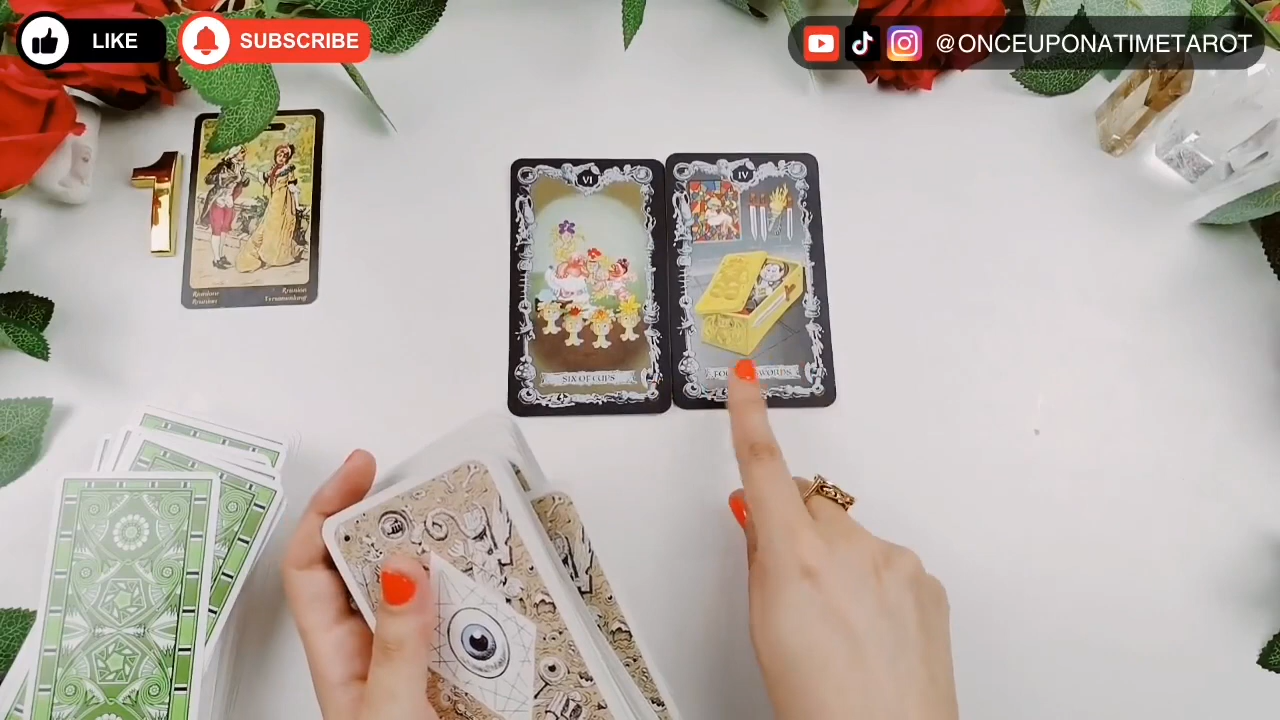 LIKE
SUBSCRIBE
@ONCEUPONATIMETAROT
1
VI
IV
SIX OF CUPS